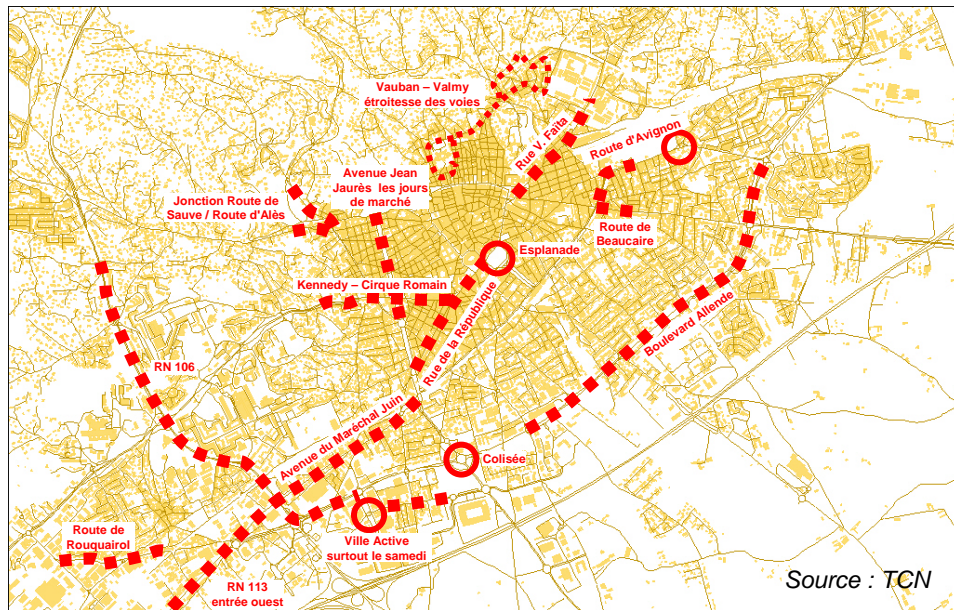 Vauban – Valmy
étroitesse des voies
Rue V. Faïta
Route d'Avignon
Avenue Jean
Jaurès les jours
de marché
Jonction Route de
Sauve / Route d'Alès
Route de
Beaucaire
Esplanade
Kennedy – Cirque Romain
Rue de la République
Boulevard Allende
RN 106
Avenue du Maréchal Juin
Colisée
Route de
Rouquairol
Ville Active
surtout le samedi
RN 113
entrée ouest
Source : TCN